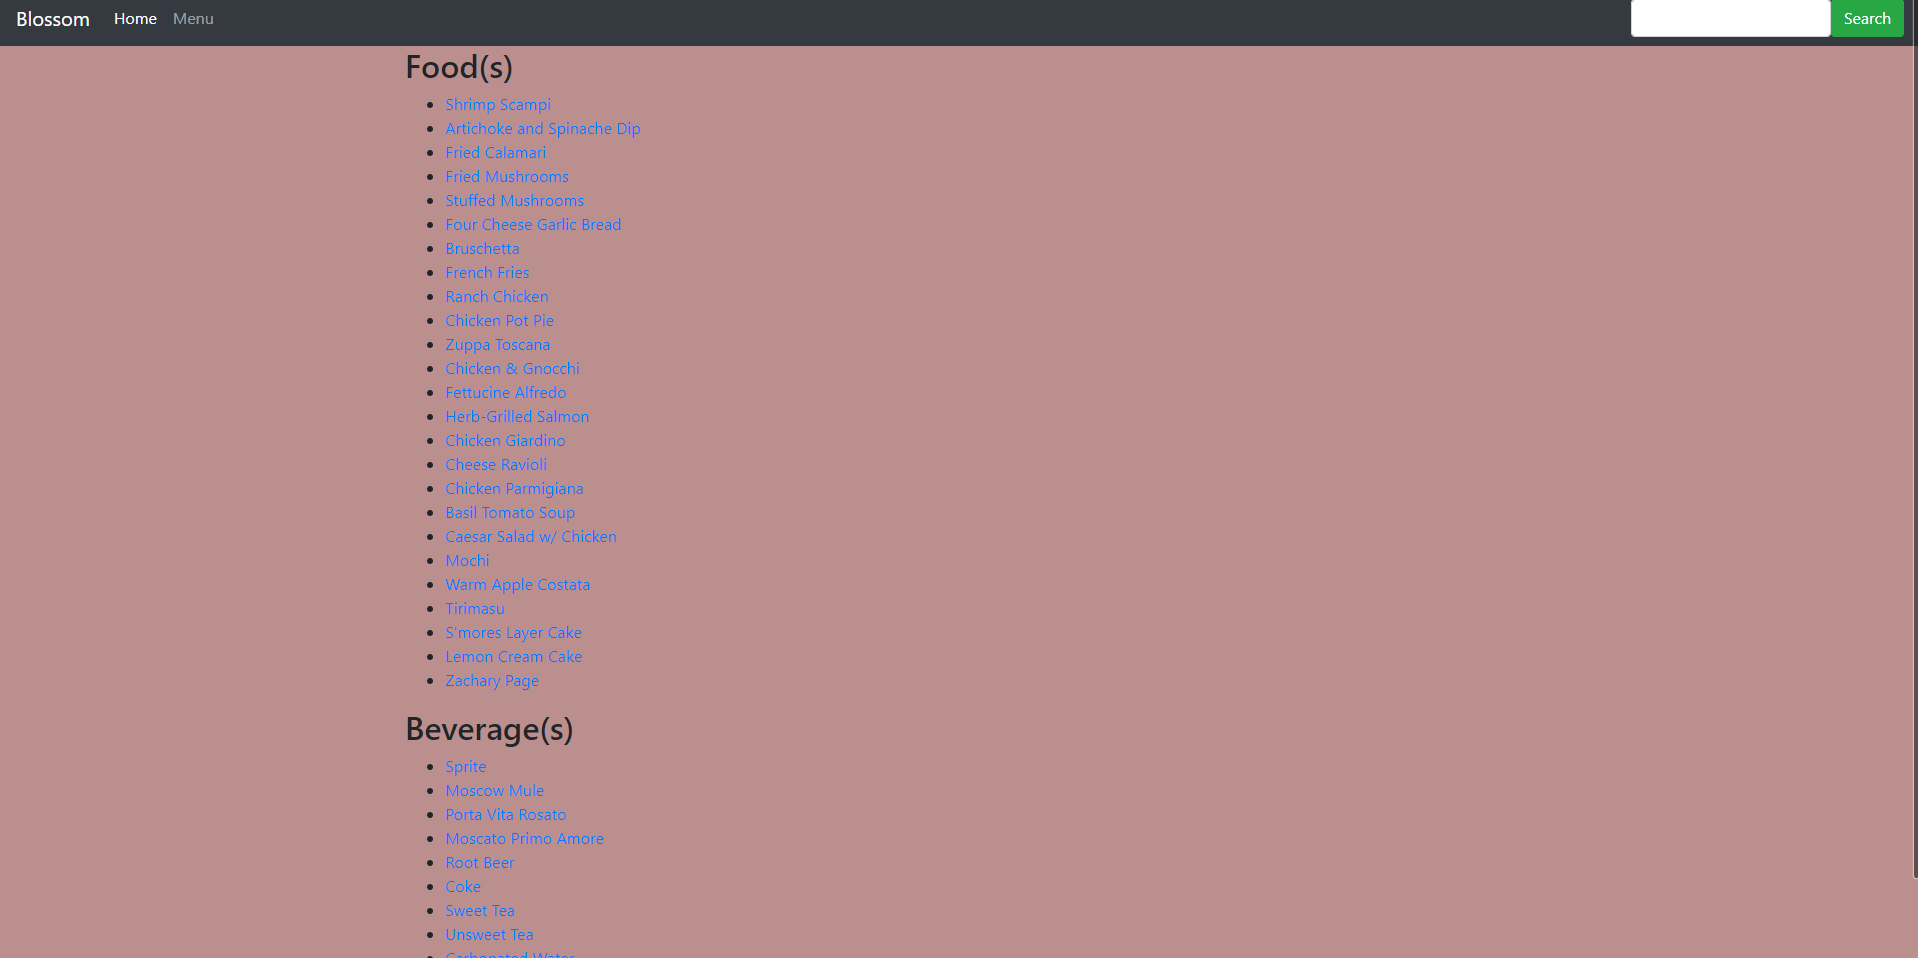 Blossom Home Menu Search
Food(s)
Shrimp Scampi
Artichoke and Spinache Dip
Fried Calamari
Fried Mushrooms
Stuffed Mushrooms
Four Cheese Garlic Bread
Bruschetta
French Fries
Ranch Chicken
Chicken Pot Pie
Zuppa Toscana
Chicken & Gnocchi
Fettucine Alfredo
Herb-Grilled Salmon
Chicken Giardino
Cheese Ravioli
Chicken Parmigiana
Basil Tomato Soup
Caesar Salad w/ Chicken
Mochi
Warm Apple Costata
Tirimasu
S'mores Layer Cake
Lemon Cream Cake
Zachary Page
Beverage(s)
Sprite
Moscow Mule
Porta Vita Rosato
Moscato Primo Amore
Root Beer
Coke
Sweet Tea
Unsweet Tea
Carbonated Water